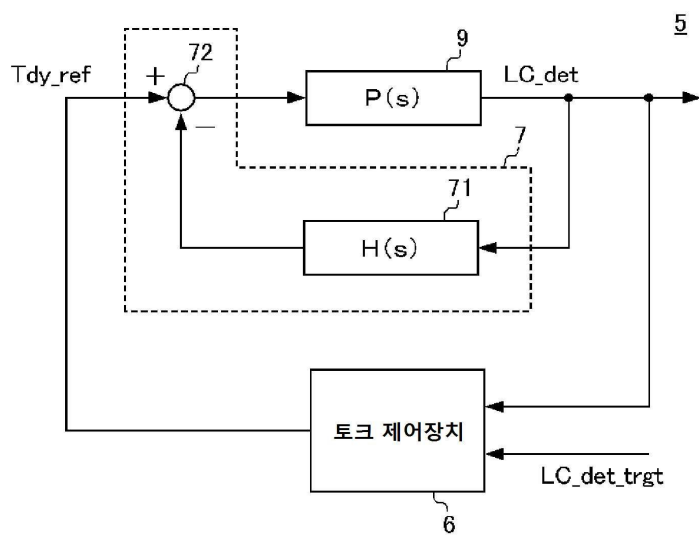 5
72
9
Tdy_ref
LC_det
+
P(s)
−
7
71
H(s)
토크 제어장치
LC_det_trgt
6